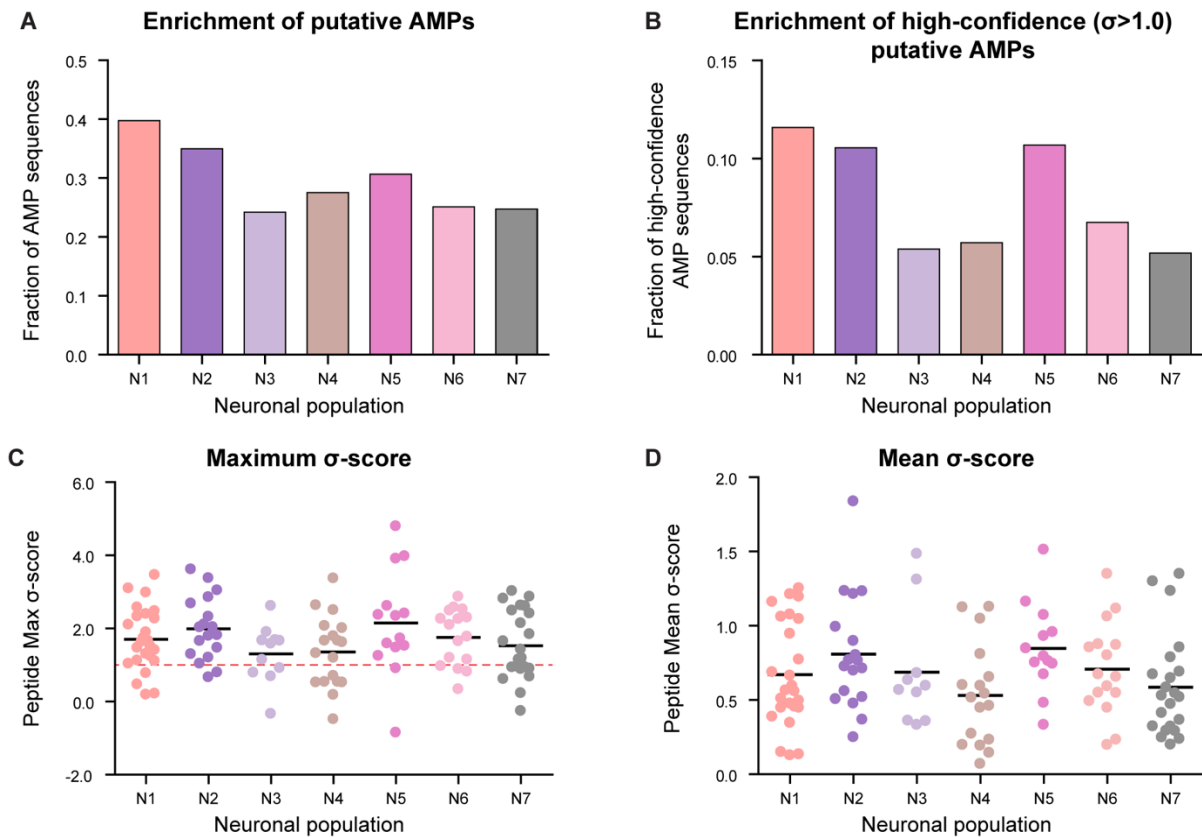 A
Enrichment of putative AMPs
Fraction of AMP sequences
0.5
0.4
0.3
0.2
0.1
0.0
N1 N2 N3 N4 N5 N6 N7
Neuronal population
B
Enrichment of high-confidence (σ>1.0)
putative AMPs
Fraction of high-confidence
AMP sequences
0.15
0.10
0.05
0.00
N1 N2 N3 N4 N5 N6 N7
Neuronal population
C
Maximum σ-score
Peptide Max σ-score
6.0
4.0
2.0
0.0
-2.0
N1 N2 N3 N4 N5 N6 N7
Neuronal population
D
Mean σ-score
Peptide Mean σ-score
2.0
1.5
1.0
0.5
0.0
N1 N2 N3 N4 N5 N6 N7
Neuronal population